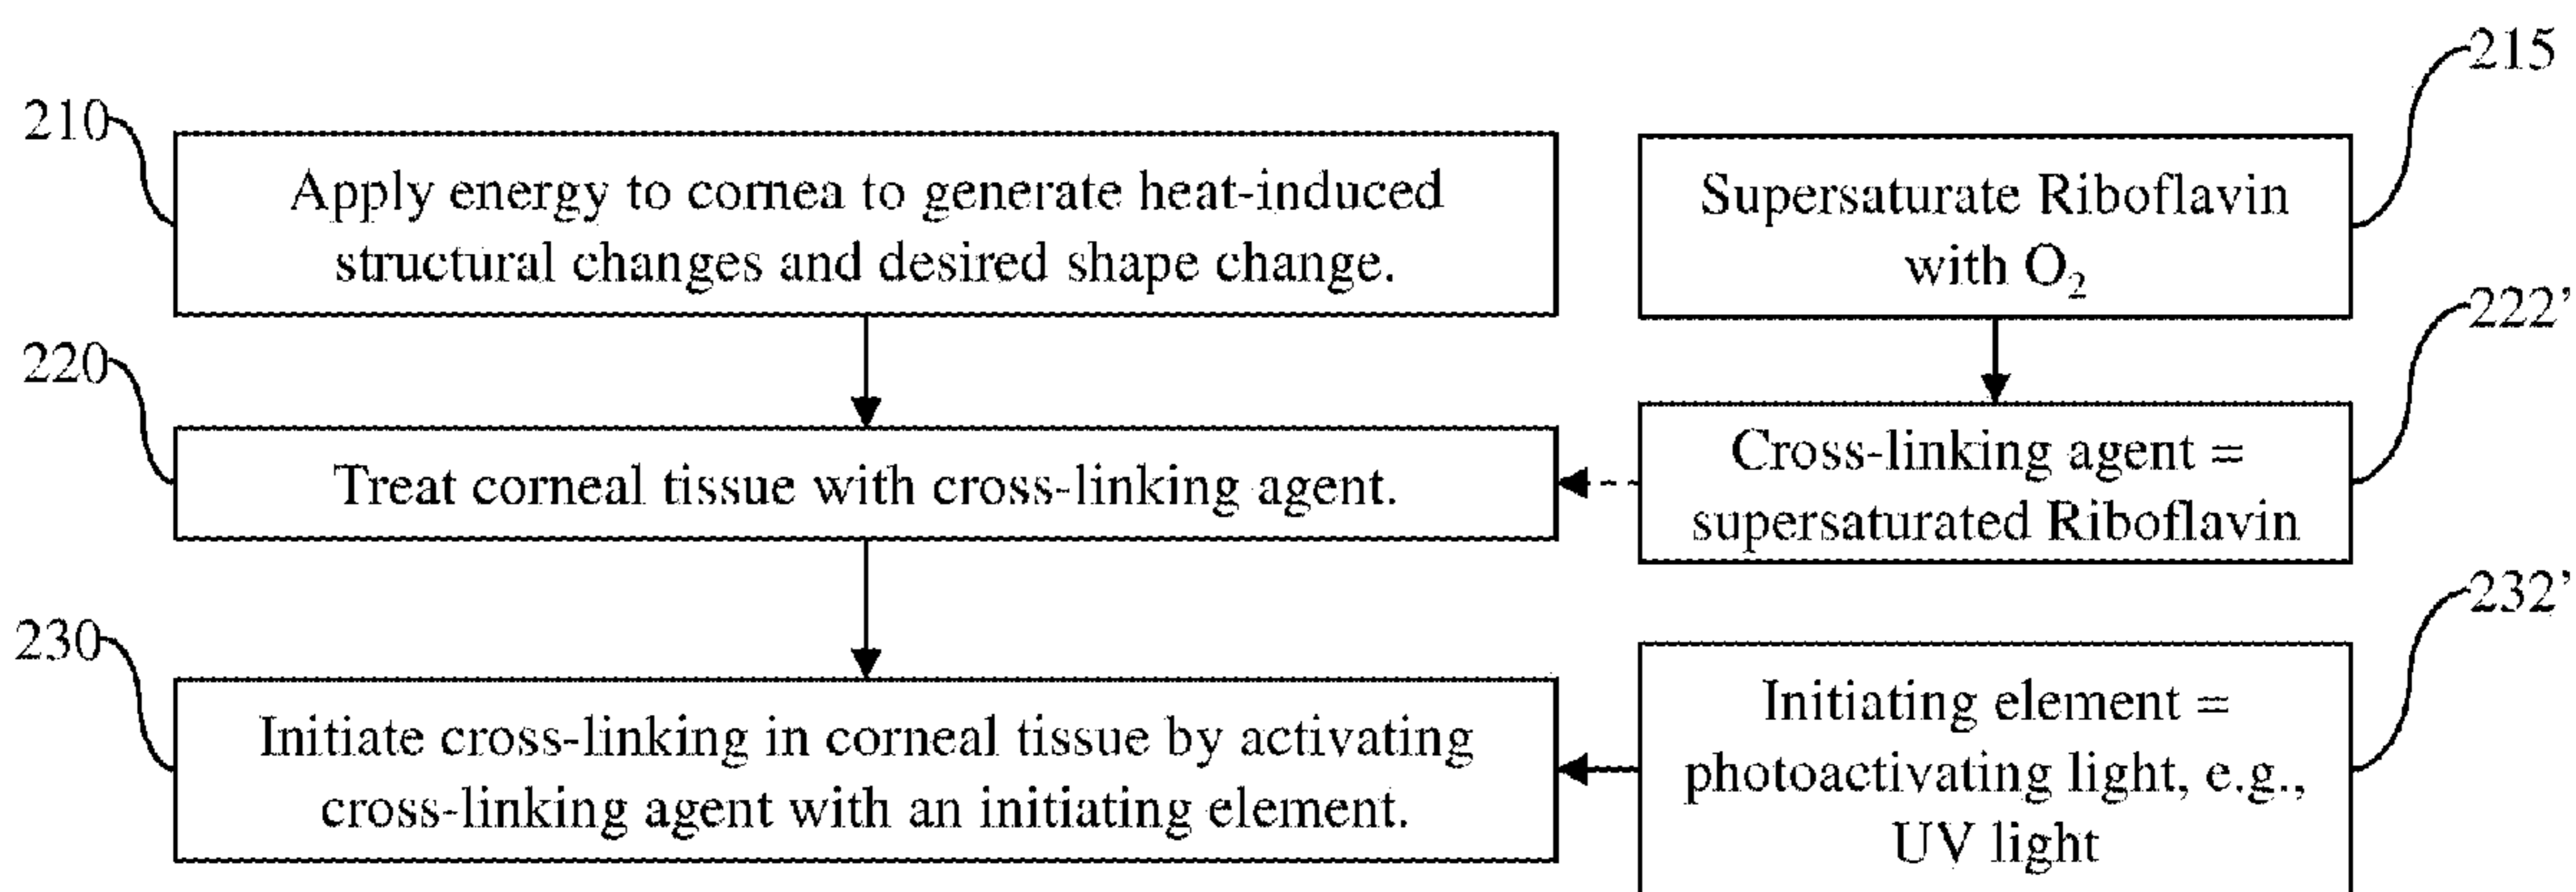 215
210
Apply energy to cornea to generate heat-induced
structural changes and desired shape change.
Supersaturate Riboflavin
with O₂
222’
220
Treat corneal tissue with cross-linking agent.
Cross-linking agent =
supersaturated Riboflavin
232’
230
Initiate cross-linking in corneal tissue by activating
cross-linking agent with an initiating element.
Initiating element =
photoactivating light, e.g.,
UV light